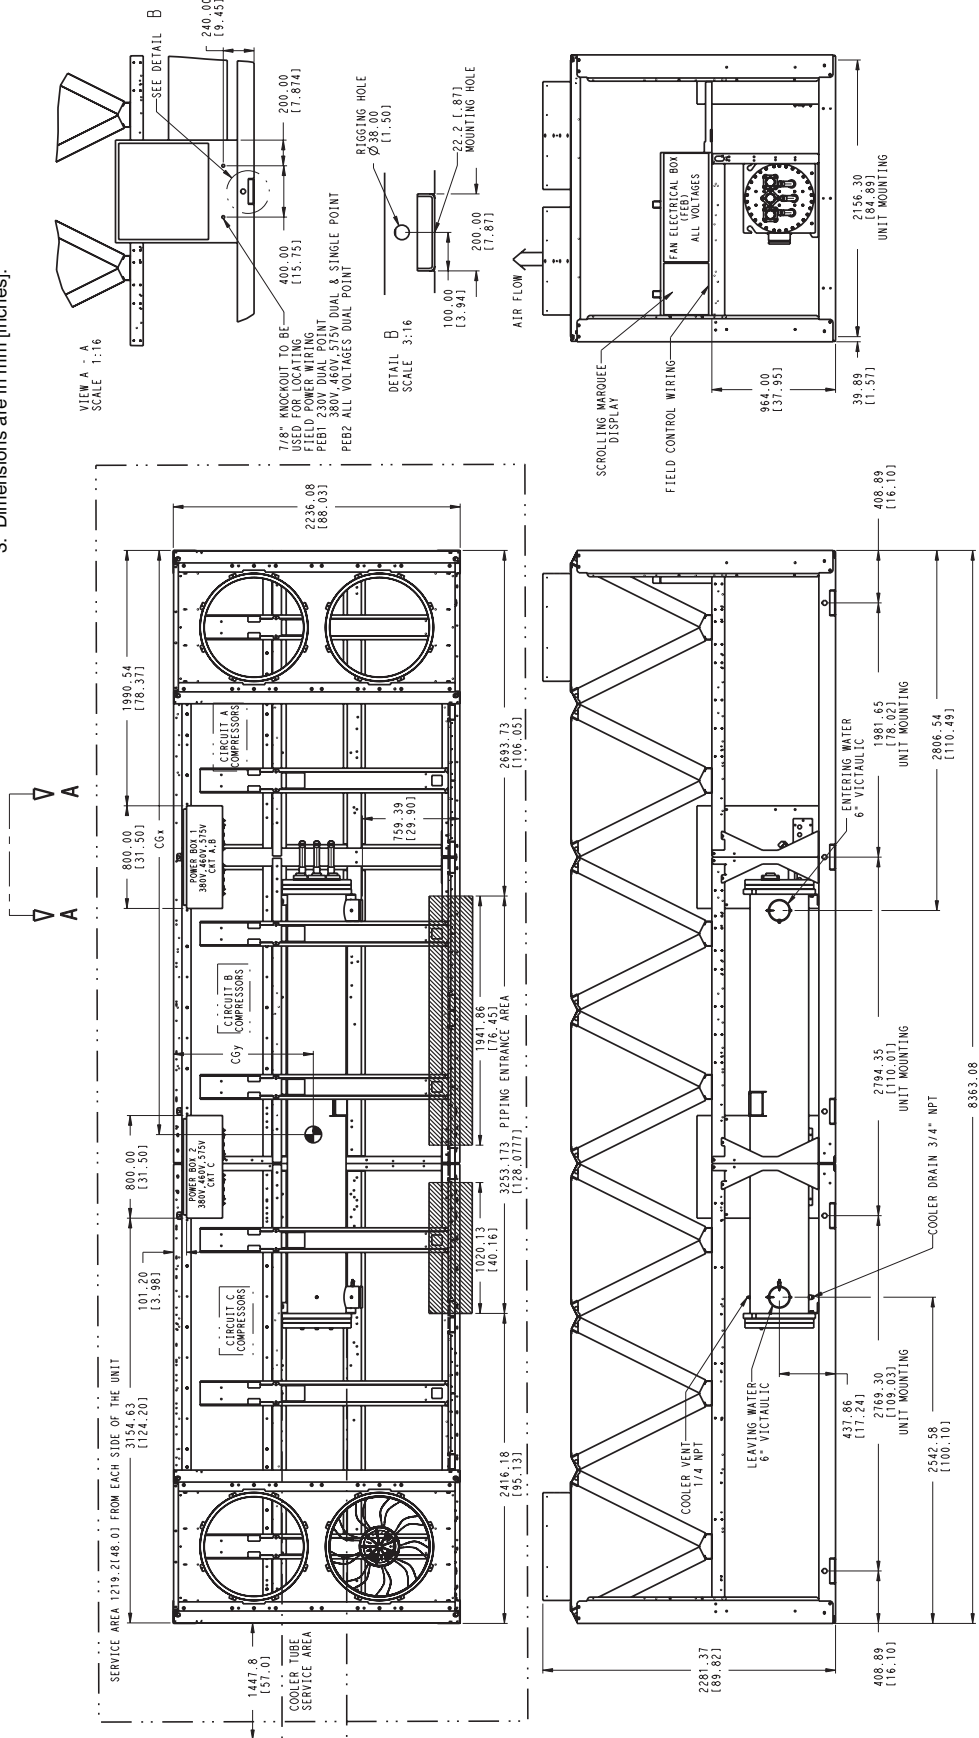 3. Dimensions are in mm [inches].
VIEW A - A
SCALE 1:16
SEE DETAIL B
240.00
[9.45]
200.00
[7.874]
400.00
[15.75]
7/8" KNOCKOUT TO BE
USED FOR LOCATING
FIELD POWER WIRING
PEB1 230V DUAL POINT
380V,460V,575V DUAL & SINGLE POINT
PEB2 ALL VOLTAGES DUAL POINT
RIGGING HOLE
Ø38.00
[1.50]
22.2 [.87]
MOUNTING HOLE
200.00
[7.87]
100.00
[3.94]
DETAIL B
SCALE 3:16
AIR FLOW
FAN ELECTRICAL BOX
(FEB)
ALL VOLTAGES
SCROLLING MARQUEE
DISPLAY
FIELD CONTROL WIRING
964.00
[37.95]
39.89
[1.57]
2156.30
[84.89]
UNIT MOUNTING
A
A
SERVICE AREA 1219.2[48.0] FROM EACH SIDE OF THE UNIT
3154.63
[124.20]
800.00
[31.50]
CGx
800.00
[31.50]
1990.54
[78.37]
101.20
[3.98]
POWER BOX 2
380V,460V,575V
CKT C
POWER BOX 1
380V,460V,575V
CKT A,B
CIRCUIT C
COMPRESSORS
CIRCUIT B
COMPRESSORS
CIRCUIT A
COMPRESSORS
CGy
759.39
[29.90]
2236.08
[88.03]
1447.8
[57.0]
COOLER TUBE
SERVICE AREA
1020.13
[40.16]
1941.86
[76.45]
2416.18
[95.13]
3253.173 PIPING ENTRANCE AREA
[128.0777]
2693.73
[106.05]
2281.37
[89.82]
COOLER VENT
1/4 NPT
LEAVING WATER
6" VICTAULIC
437.86
[17.24]
COOLER DRAIN 3/4" NPT
ENTERING WATER
6" VICTAULIC
408.89
[16.10]
2769.30
[109.03]
UNIT MOUNTING
2794.35
[110.01]
UNIT MOUNTING
1981.65
[78.02]
UNIT MOUNTING
408.89
[16.10]
2542.58
[100.10]
2806.54
[110.49]
8363.08